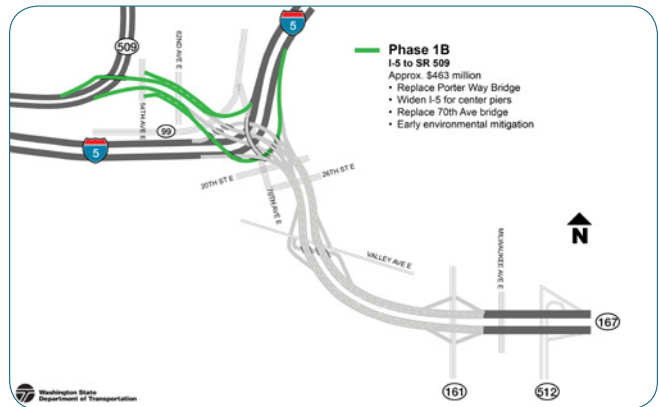 5
509
62ND AVE E
54TH AVE E
99
5
Phase 1B
I-5 to SR 509
Approx. $463 million
• Replace Porter Way Bridge
• Widen I-5 for center piers
• Replace 70th Ave bridge
• Early environmental mitigation
20TH ST E
70TH AVE E
26TH ST E
VALLEY AVE E
N
MILWAUKEE AVE E
167
161
512
Washington State
Department of Transportation